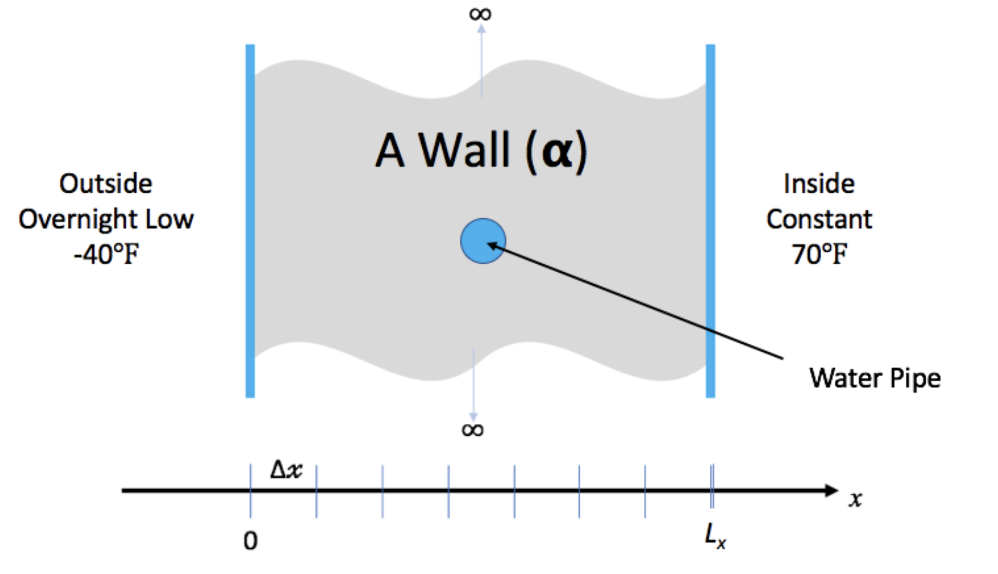 ∞
A Wall (α)
Outside
Overnight Low
-40°F
Inside
Constant
70°F
Water Pipe
∞
Δx
x
0
Lₓ